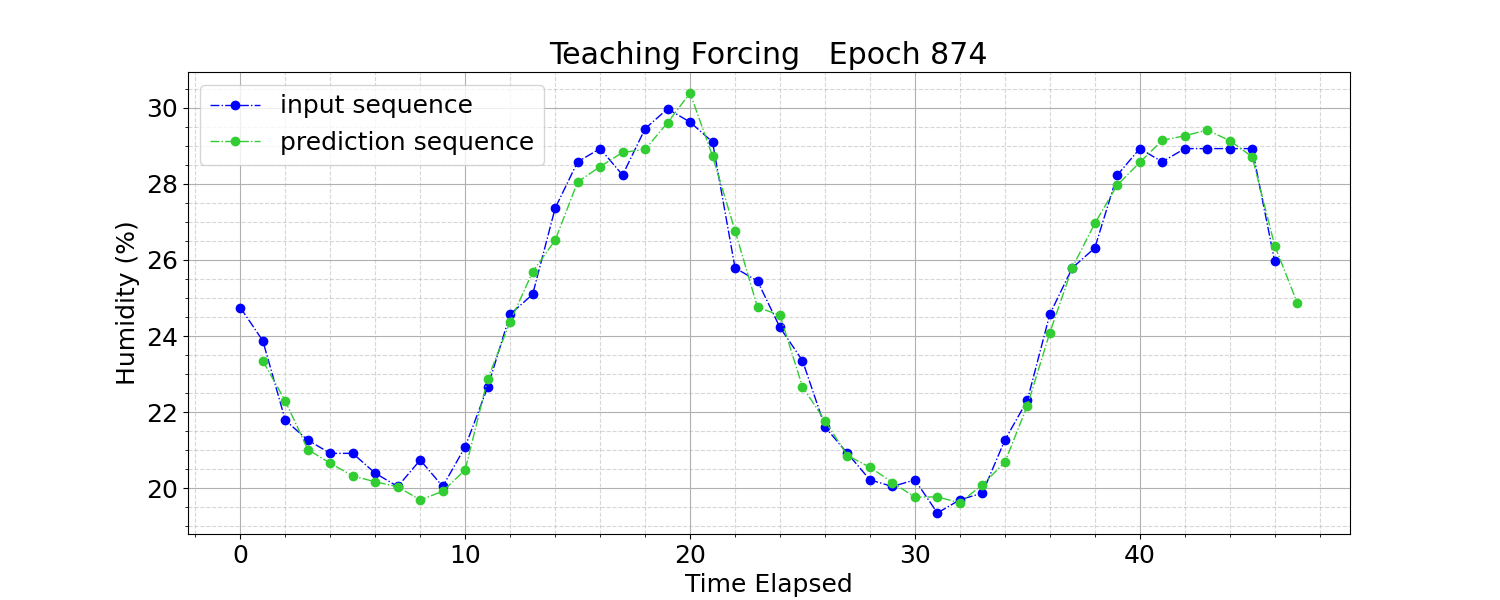 Teaching Forcing   Epoch 874
input sequence
prediction sequence
Humidity (%)
30
28
26
24
22
20
0 10 20 30 40
Time Elapsed